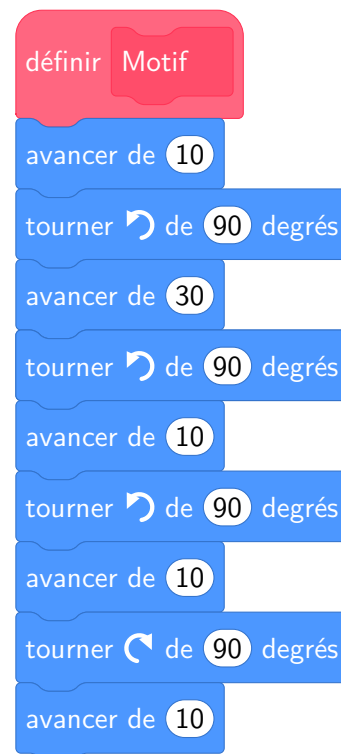 définir Motif
avancer de 10
tourner ↺ de 90 degrés
avancer de 30
tourner ↺ de 90 degrés
avancer de 10
tourner ↺ de 90 degrés
avancer de 10
tourner ↻ de 90 degrés
avancer de 10